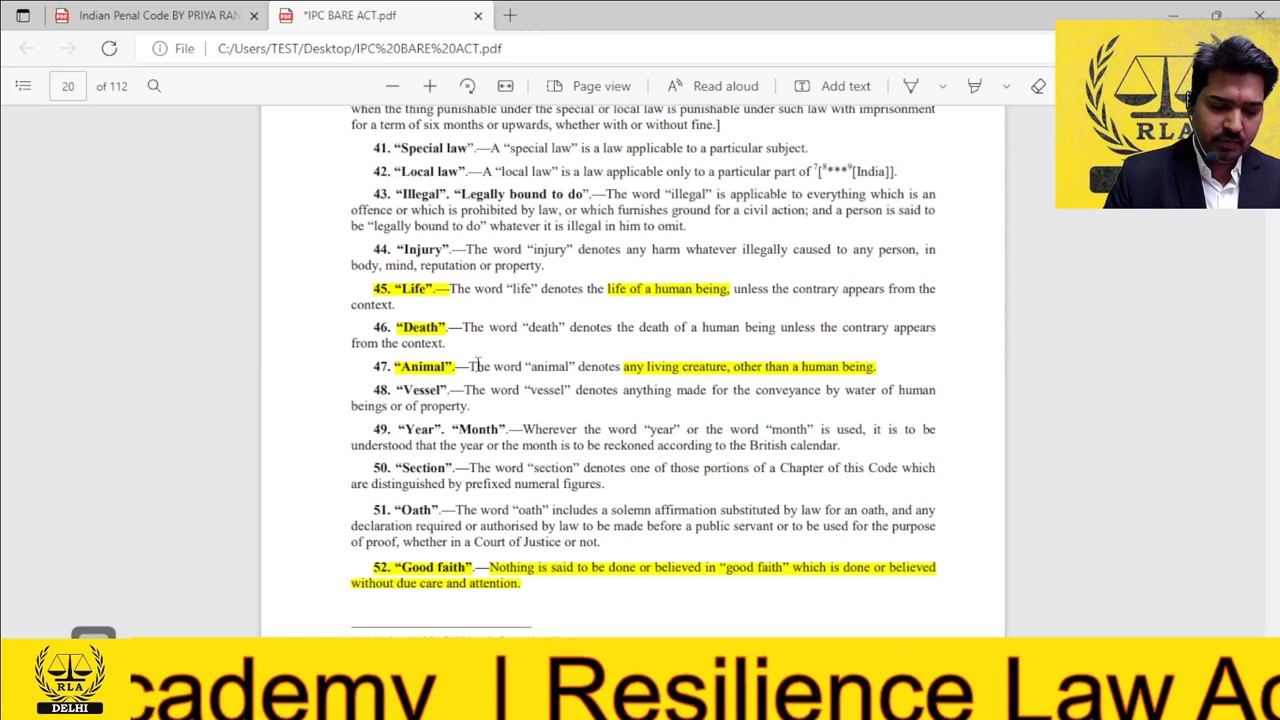 Indian Penal Code BY PRIYA RAN
*IPC BARE ACT.pdf
File C:/Users/TEST/Desktop/IPC%20BARE%20ACT.pdf
20 of 112 Page view Read aloud Add text
when the thing punishable under the special or local law is punishable under such law with imprisonment
for a term of six months or upwards, whether with or without fine.]
41. “Special law”.—A “special law” is a law applicable to a particular subject.
42. “Local law”.—A “local law” is a law applicable only to a particular part of 7[8***9[India]].
43. “Illegal”. “Legally bound to do”.—The word “illegal” is applicable to everything which is an
offence or which is prohibited by law, or which furnishes ground for a civil action; and a person is said to
be “legally bound to do” whatever it is illegal in him to omit.
44. “Injury”.—The word “injury” denotes any harm whatever illegally caused to any person, in
body, mind, reputation or property.
45. “Life”.—The word “life” denotes the life of a human being, unless the contrary appears from the
context.
46. “Death”.—The word “death” denotes the death of a human being unless the contrary appears
from the context.
47. “Animal”.—The word “animal” denotes any living creature, other than a human being.
48. “Vessel”.—The word “vessel” denotes anything made for the conveyance by water of human
beings or of property.
49. “Year”. “Month”.—Wherever the word “year” or the word “month” is used, it is to be
understood that the year or the month is to be reckoned according to the British calendar.
50. “Section”.—The word “section” denotes one of those portions of a Chapter of this Code which
are distinguished by prefixed numeral figures.
51. “Oath”.—The word “oath” includes a solemn affirmation substituted by law for an oath, and any
declaration required or authorised by law to be made before a public servant or to be used for the purpose
of proof, whether in a Court of Justice or not.
52. “Good faith”.—Nothing is said to be done or believed in “good faith” which is done or believed
without due care and attention.
RLA
RLA
DELHI
cademy | Resilience Law Ac